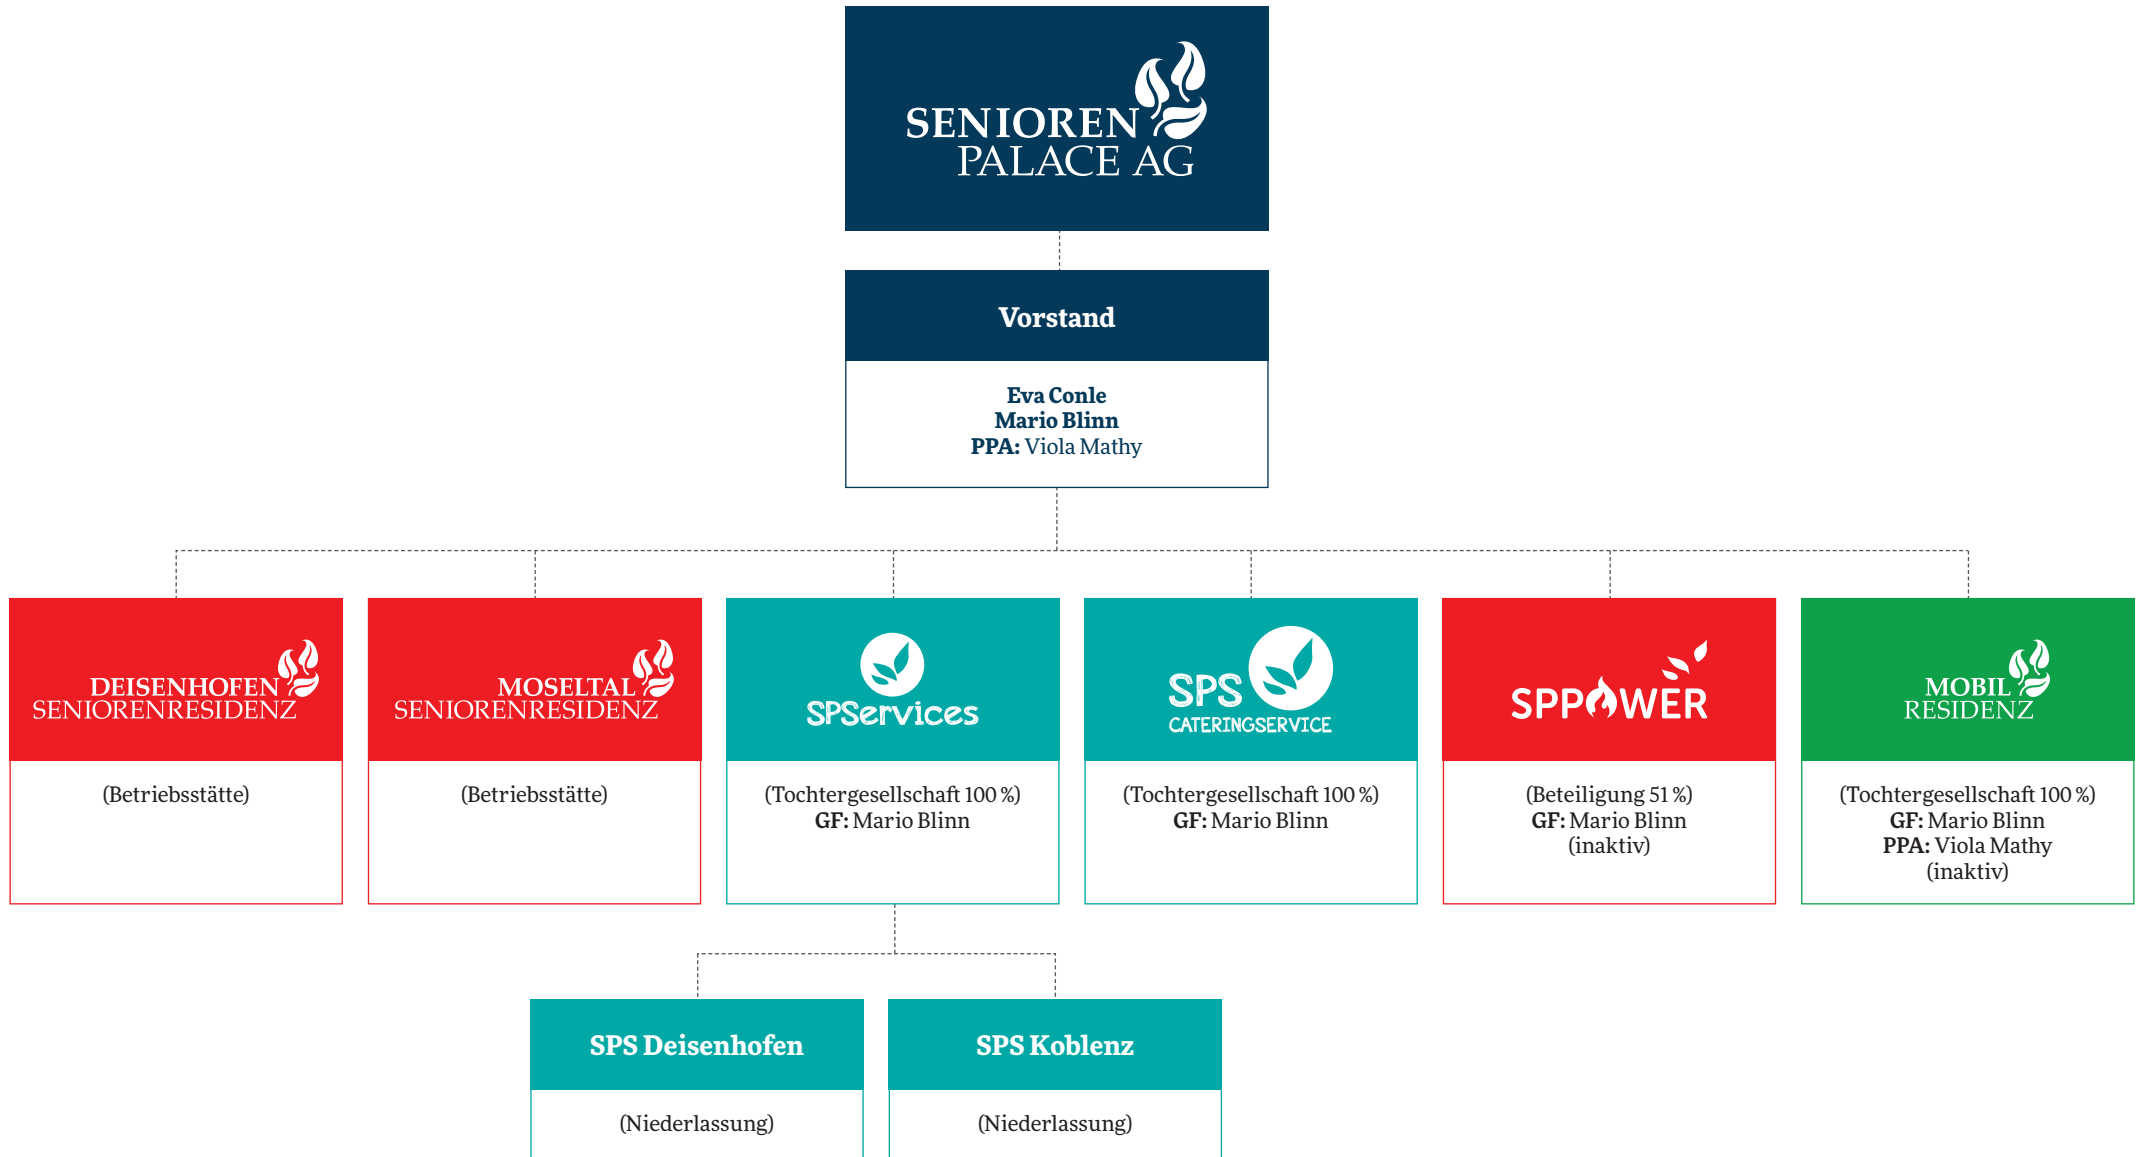 SENIOREN
PALACE AG
Vorstand
Eva Conle
Mario Blinn
PPA: Viola Mathy
DEISENHOFEN
SENIORENRESIDENZ
(Betriebsstätte)
MOSELTAL
SENIORENRESIDENZ
(Betriebsstätte)
SPServices
(Tochtergesellschaft 100 %)
GF: Mario Blinn
SPS
CATERINGSERVICE
(Tochtergesellschaft 100 %)
GF: Mario Blinn
SPPOWER
(Beteiligung 51 %)
GF: Mario Blinn
(inaktiv)
MOBIL
RESIDENZ
(Tochtergesellschaft 100 %)
GF: Mario Blinn
PPA: Viola Mathy
(inaktiv)
SPS Deisenhofen
(Niederlassung)
SPS Koblenz
(Niederlassung)